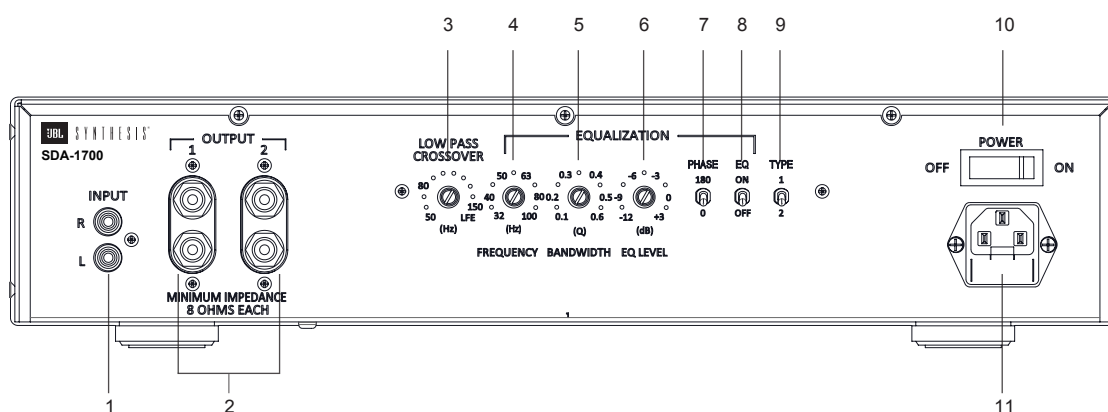 3 4 5 6 7 8 9 10
JBL SYNTHESIS
SDA-1700
OUTPUT
1 2
INPUT
R
L
MINIMUM IMPEDANCE
8 OHMS EACH
LOW PASS
CROSSOVER
80
150
50 LFE
(Hz)
EQUALIZATION
50 63
40 80
32 100
(Hz)
FREQUENCY
0.3 0.4
0.2 0.5
0.1 0.6
(Q)
BANDWIDTH
-6 -3
-9 0
-12 +3
(dB)
EQ LEVEL
PHASE
180
0
EQ
ON
OFF
TYPE
1
2
POWER
OFF ON
1 2 11